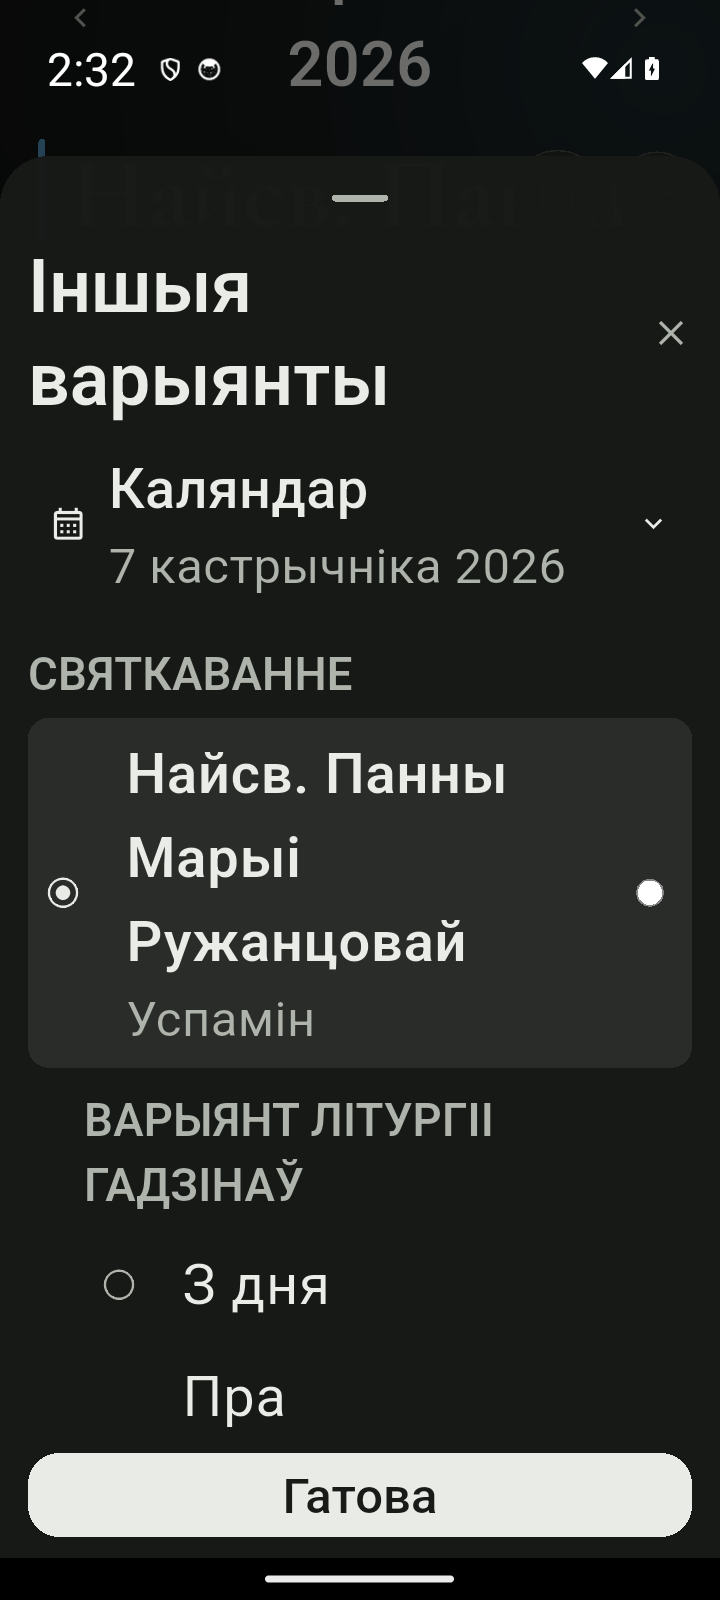 2026
2:32
Іншыя
варыянты
Каляндар
7 кастрычніка 2026
СВЯТКАВАННЕ
Найсв. Панны
Марыі
Ружанцовай
Успамін
ВАРЫЯНТ ЛІТУРГІІ
ГАДЗІНАЎ
З дня
Пра
Гатова